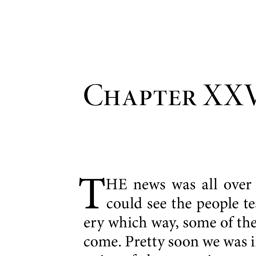 CHAPTER XXV
THE news was all over
could see the people
ery which way, some of the
come. Pretty soon we was